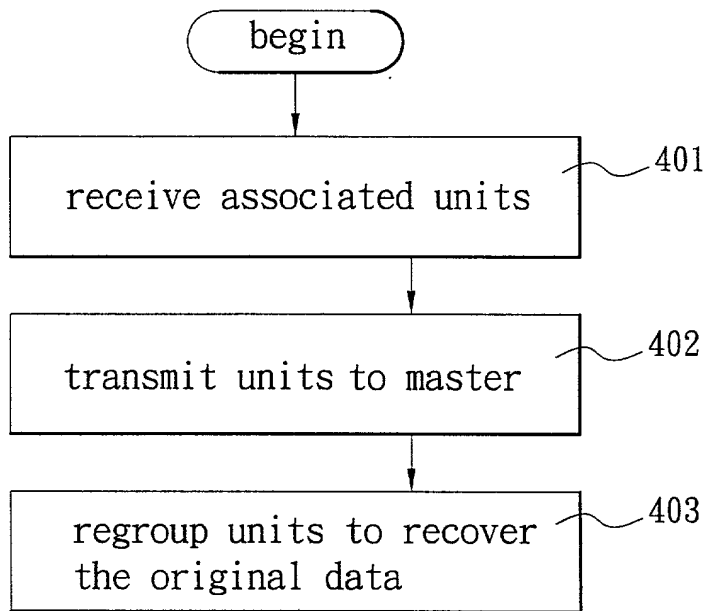 begin
receive associated units
401
transmit units to master
402
regroup units to recover
the original data
403